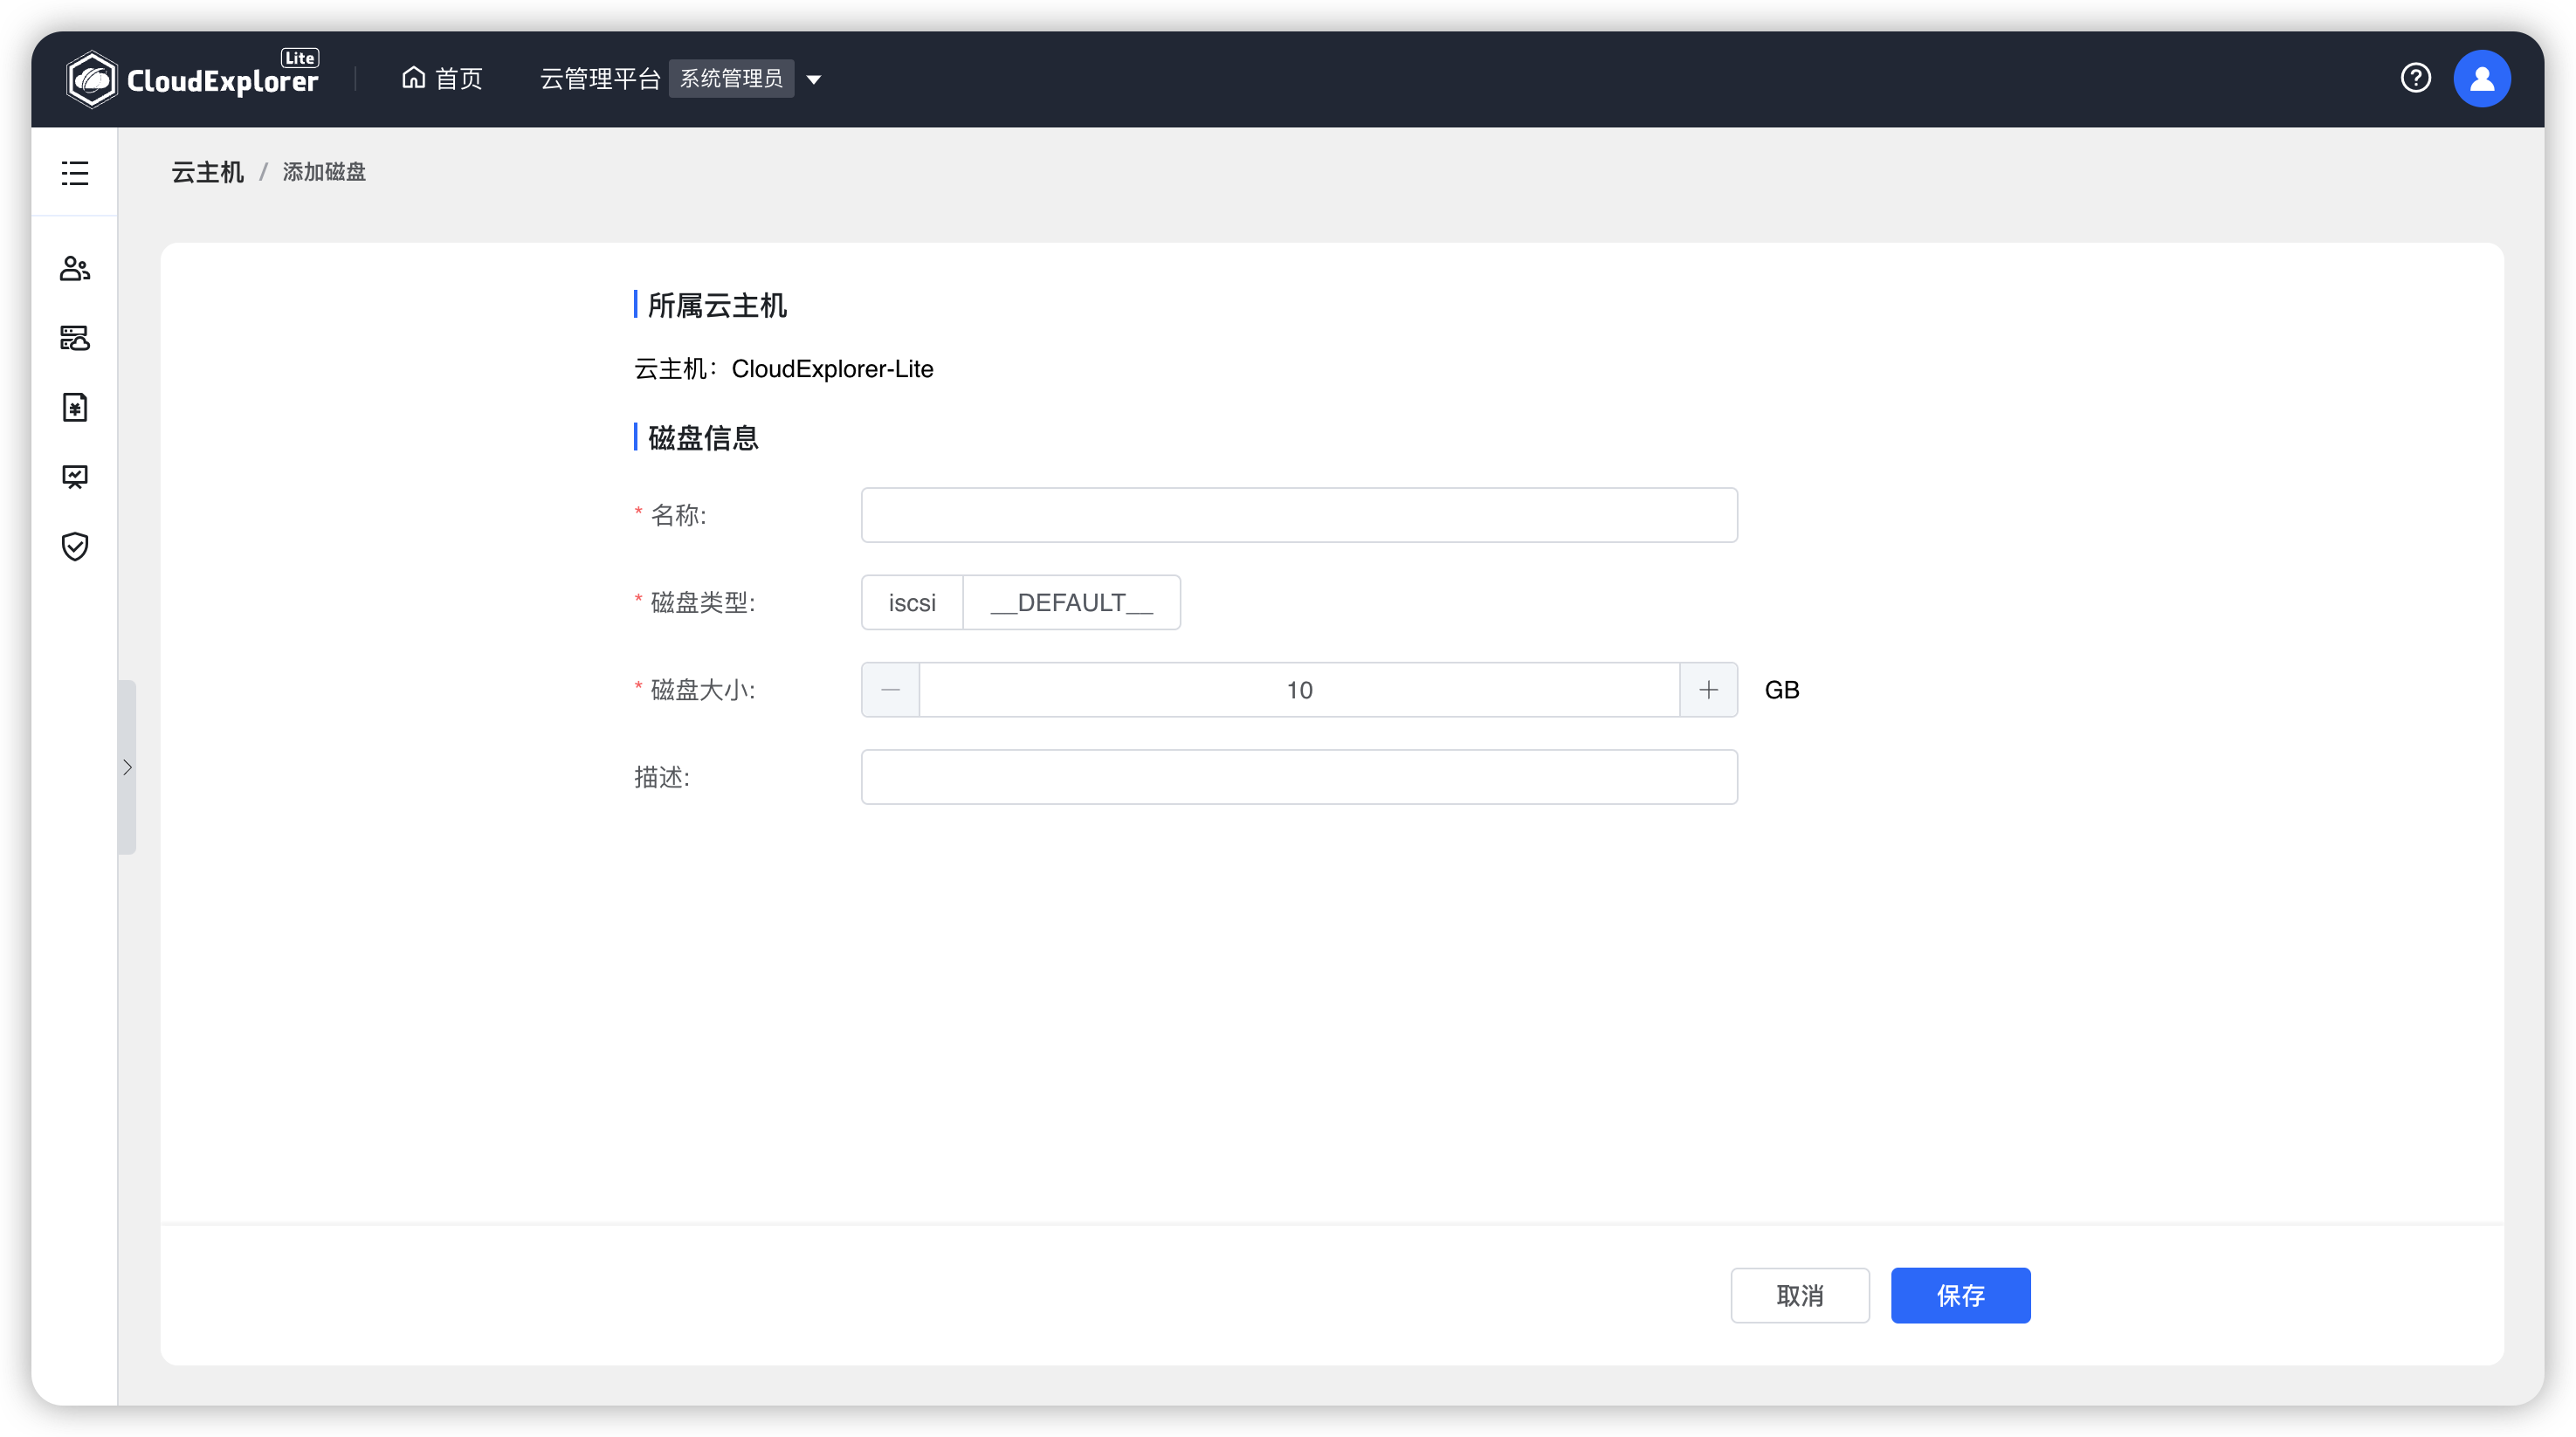 CloudExplorer Lite 首页 云管理平台 系统管理员
云主机 / 添加磁盘
所属云主机
云主机：CloudExplorer-Lite
磁盘信息
* 名称:
* 磁盘类型: iscsi __DEFAULT__
* 磁盘大小: 10 GB
描述:
取消 保存